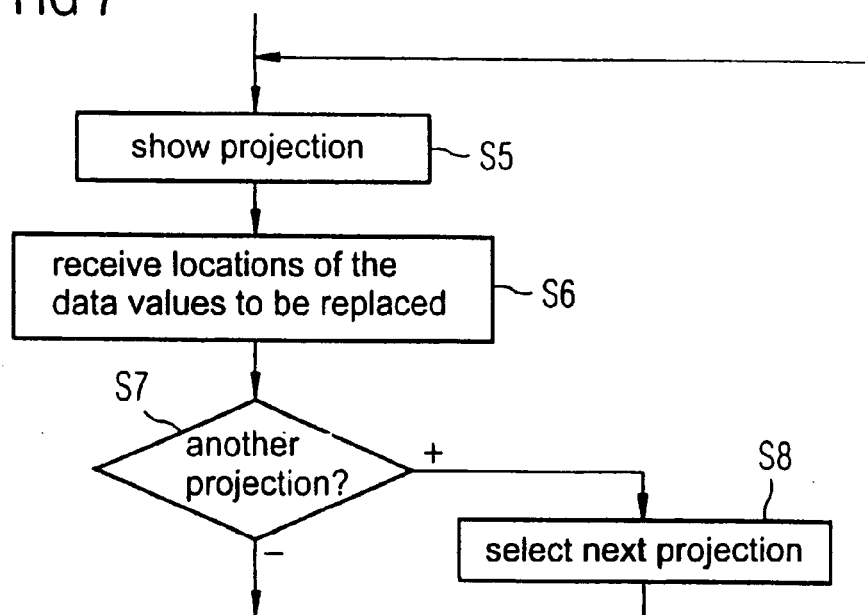 show projection
S5
receive locations of the
data values to be replaced
S6
S7
another
projection?
+
S8
select next projection
–